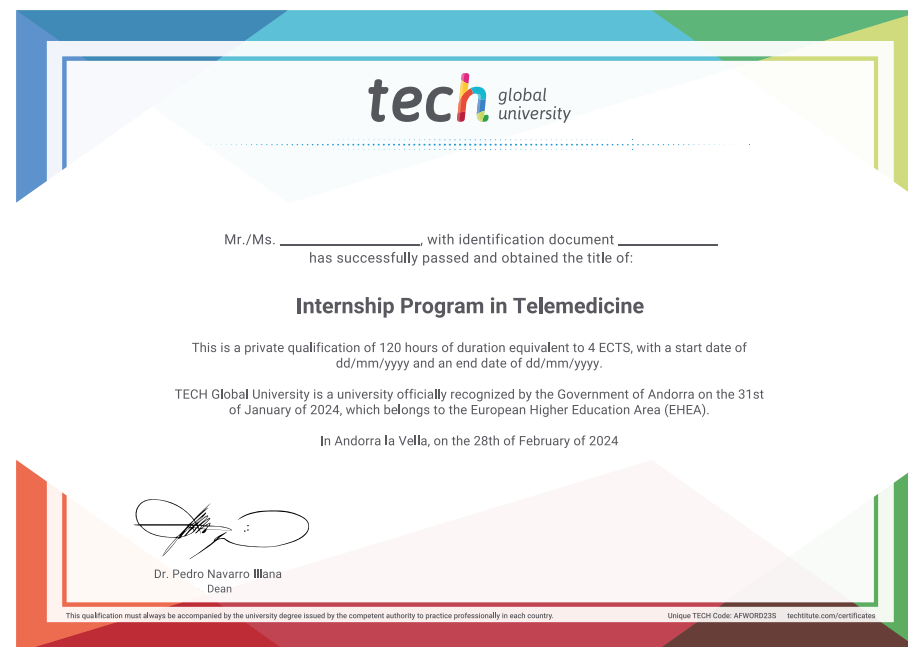 tech global university
Mr./Ms. ____________________, with identification document ______________
has successfully passed and obtained the title of:
Internship Program in Telemedicine
This is a private qualification of 120 hours of duration equivalent to 4 ECTS, with a start date of
dd/mm/yyyy and an end date of dd/mm/yyyy.
TECH Global University is a university officially recognized by the Government of Andorra on the 31st
of January of 2024, which belongs to the European Higher Education Area (EHEA).
In Andorra la Vella, on the 28th of February of 2024
Dr. Pedro Navarro Illana
Dean
This qualification must always be accompanied by the university degree issued by the competent authority to practice professionally in each country.
Unique TECH Code: AFWORD23S techtitute.com/certificates